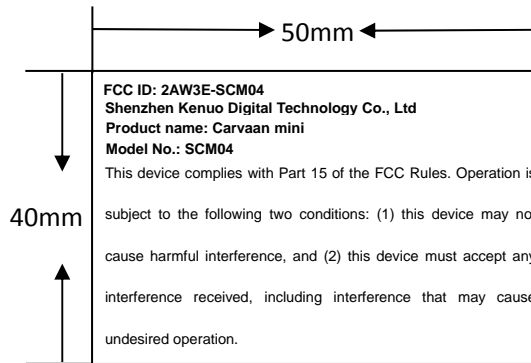 50mm
FCC ID: 2AW3E-SCM04
Shenzhen Kenuo Digital Technology Co., Ltd
Product name: Carvaan mini
Model No.: SCM04
This device complies with Part 15 of the FCC Rules. Operation is
40mm
subject to the following two conditions: (1) this device may no
cause harmful interference, and (2) this device must accept any
interference received, including interference that may cause
undesired operation.